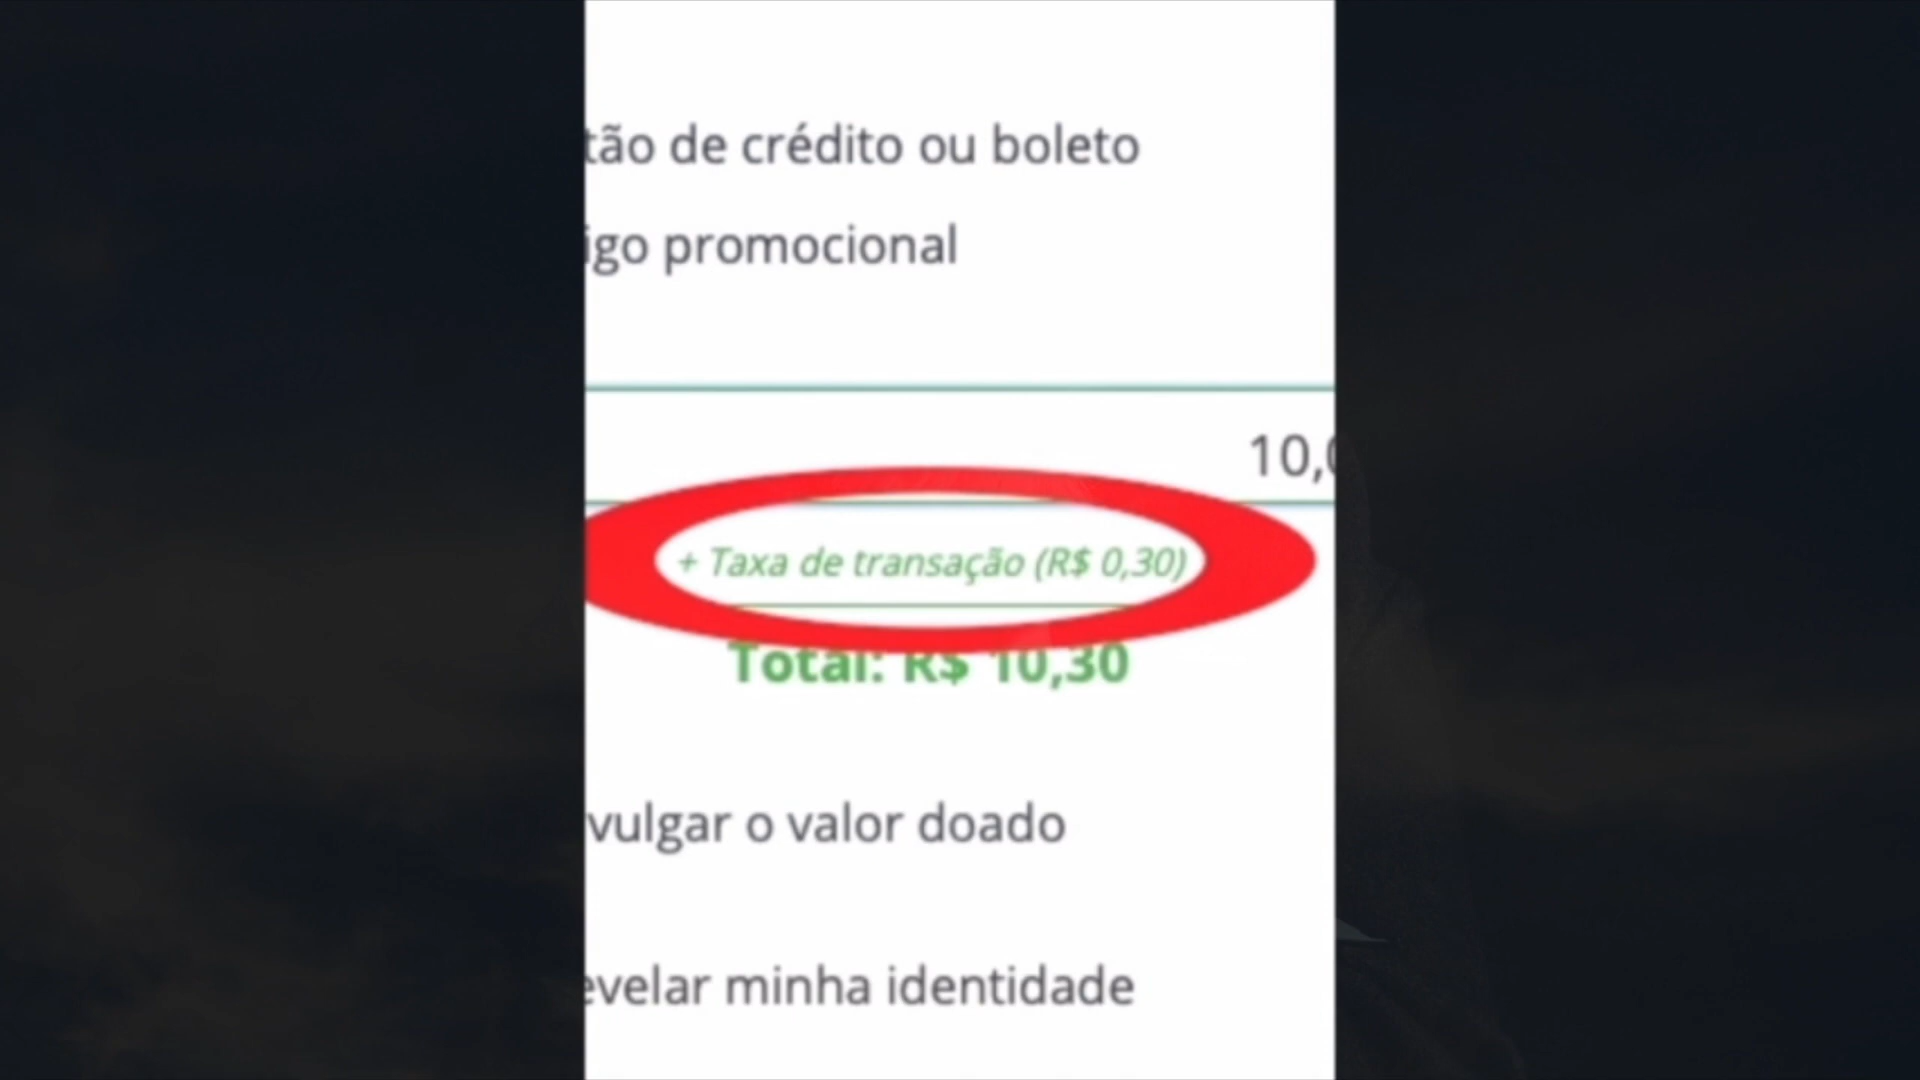 tão de crédito ou boleto
igo promocional
10,0
+ Taxa de transação (R$ 0,30)
Total: R$ 10,30
vulgar o valor doado
evelar minha identidade